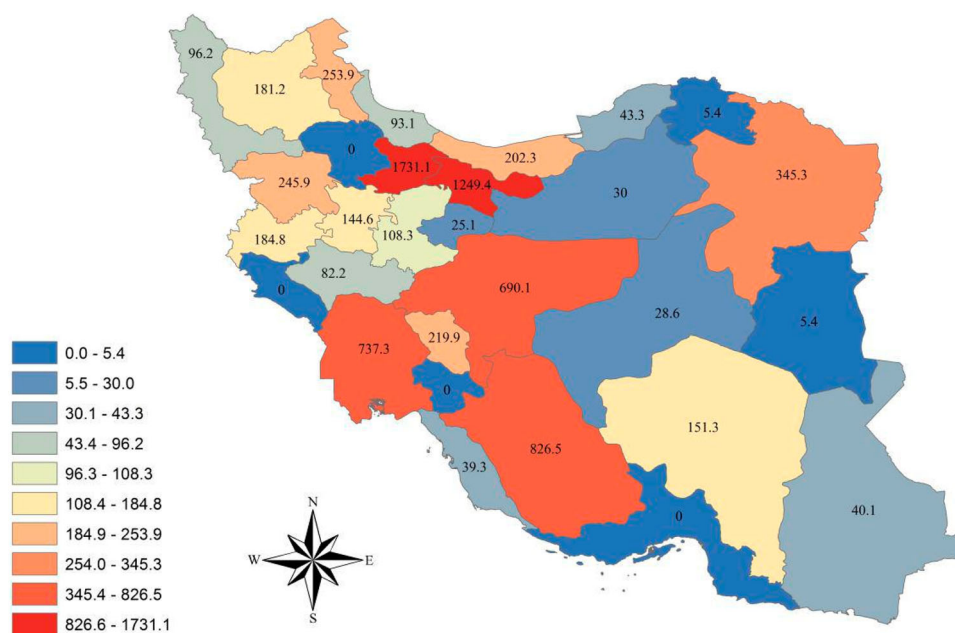 96.2
181.2
253.9
93.1
43.3
5.4
0
1731.1
202.3
345.3
245.9
1249.4
30
144.6
25.1
184.8
108.3
82.2
0
690.1
28.6
5.4
737.3
219.9
0
151.3
826.5
39.3
0
40.1
0.0 - 5.4
5.5 - 30.0
30.1 - 43.3
43.4 - 96.2
96.3 - 108.3
108.4 - 184.8
184.9 - 253.9
254.0 - 345.3
345.4 - 826.5
826.6 - 1731.1
N
W
E
S